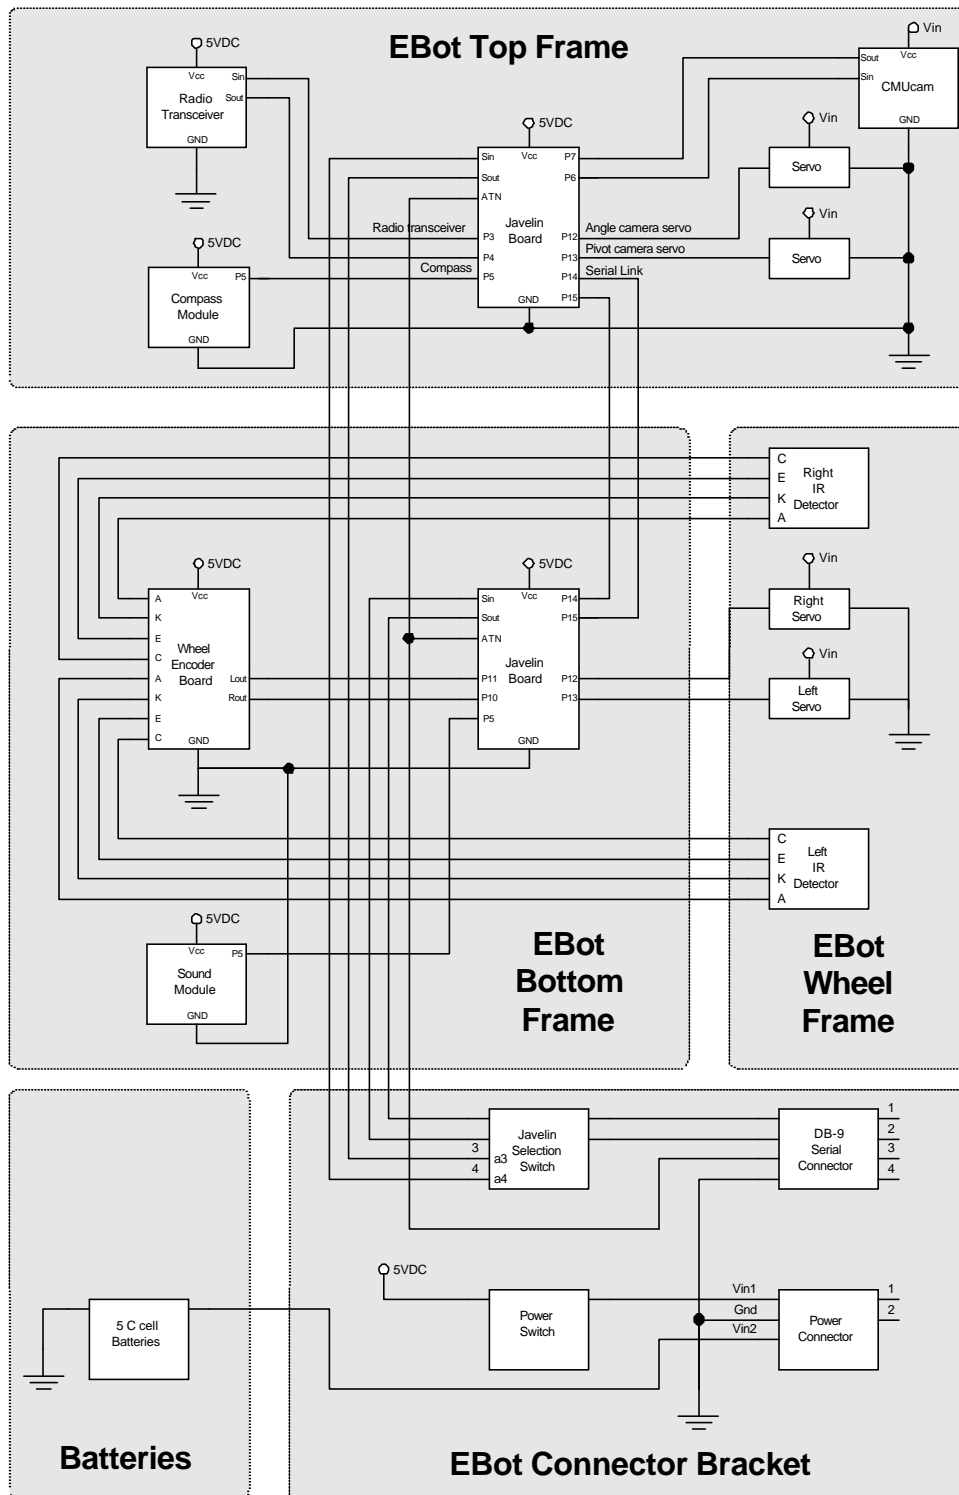 EBot Top Frame
5VDC
Vcc
Sin
Sout
Radio
Transceiver
GND
Vin
Sout
Vcc
Sin
CMUcam
GND
5VDC
Vcc
Sin
Sout
ATN
P7
P6
Javelin
Board
P3
P4
P5
P12
P13
P14
P15
GND
Radio transceiver
Compass
Angle camera servo
Pivot camera servo
Serial Link
Vin
Servo
Vin
Servo
5VDC
Vcc
P5
Compass
Module
GND
C
E
K
A
Right
IR
Detector
5VDC
Vcc
A
K
E
C
A
K
E
C
Wheel
Encoder
Board
Lout
Rout
GND
5VDC
Vcc
Sin
Sout
ATN
P14
P15
Javelin
Board
P11
P10
P5
P12
P13
GND
Vin
Right
Servo
Vin
Left
Servo
C
E
K
A
Left
IR
Detector
5VDC
Vcc
P5
Sound
Module
GND
EBot
Bottom
Frame
EBot
Wheel
Frame
3
4
a3
a4
Javelin
Selection
Switch
DB-9
Serial
Connector
1
2
3
4
5VDC
Power
Switch
Vin1
Gnd
Vin2
Power
Connector
1
2
5 C cell
Batteries
Batteries
EBot Connector Bracket